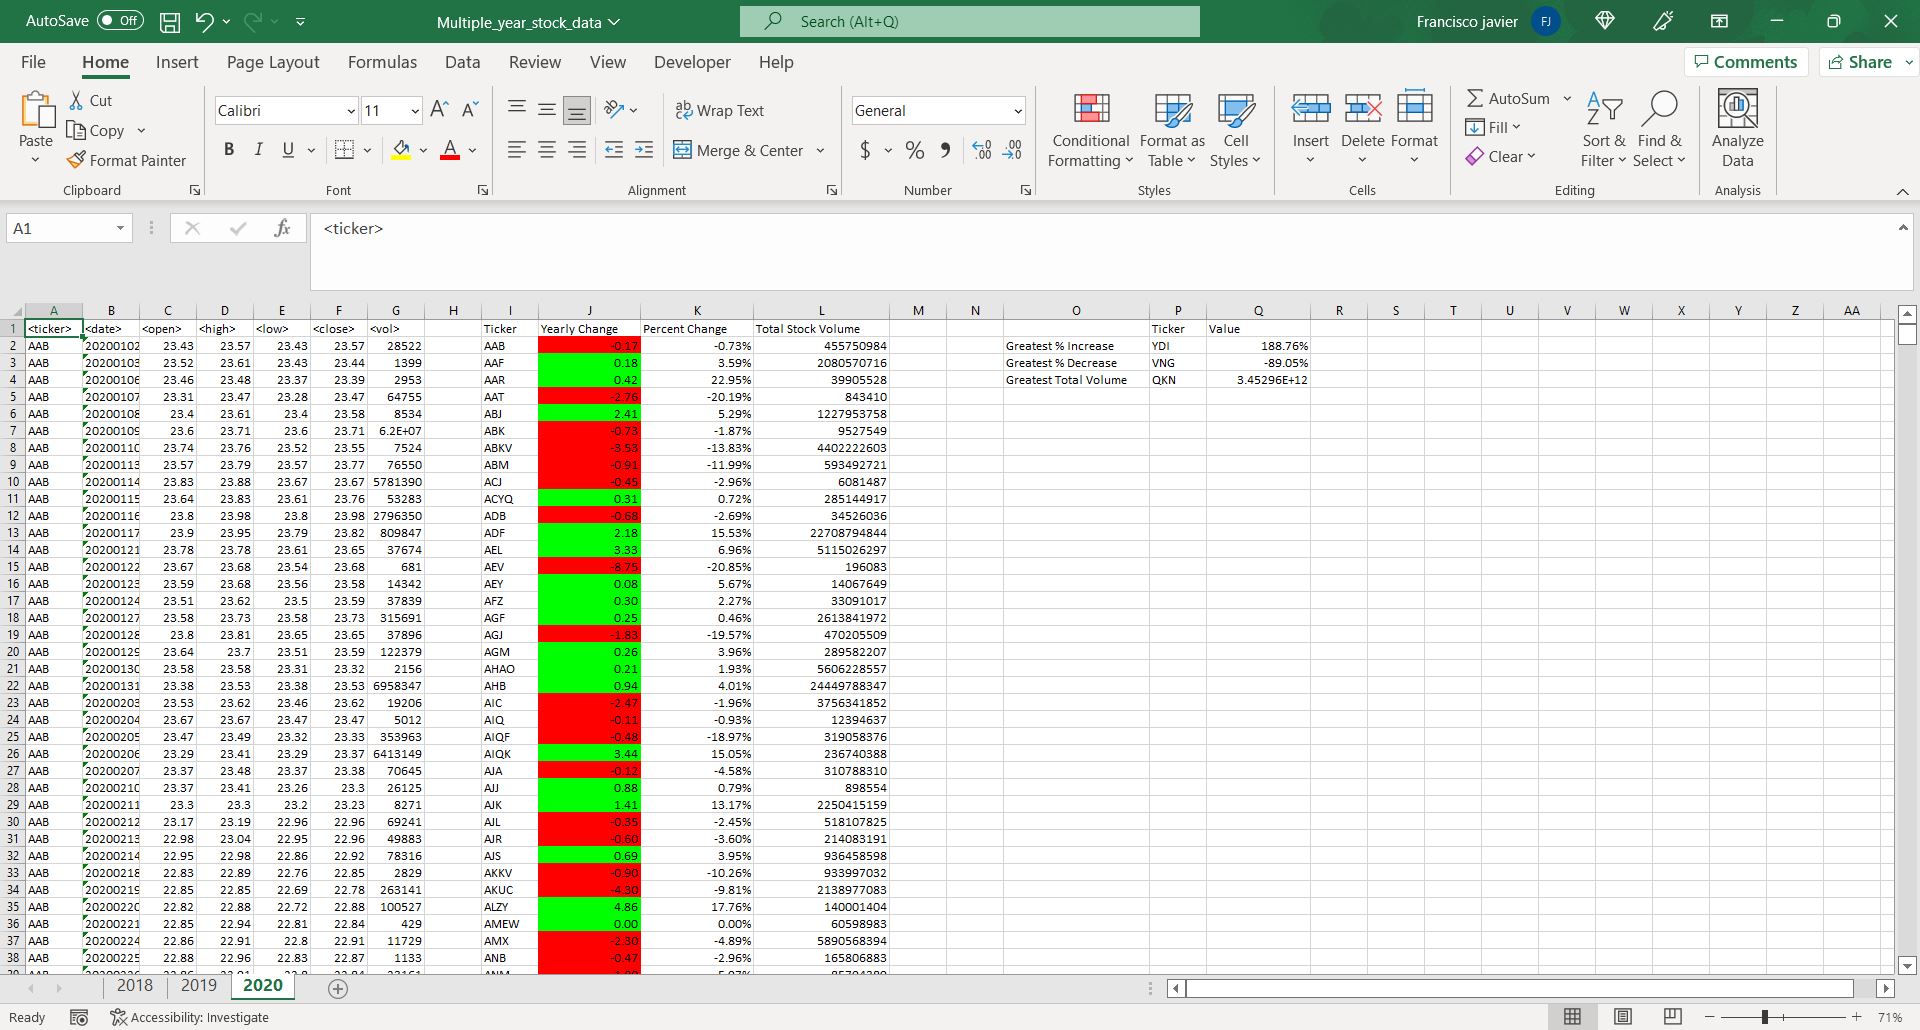 AutoSave Off Multiple_year_stock_data Search (Alt+Q) Francisco javier FJ
File Home Insert Page Layout Formulas Data Review View Developer Help Comments Share
Paste Cut Copy Format Painter
Clipboard
Calibri 11 A A
B I U A
Font
ab Wrap Text
Merge & Center
Alignment
General
$ % 9
Number
Conditional Formatting Format as Table Cell Styles
Styles
Insert Delete Format
Cells
AutoSum Fill Clear Sort & Filter Find & Select
Editing
Analyze Data
Analysis
A1 fx <ticker>
A B C D E F G H I J K L M N O P Q R S T U V W X Y Z AA
1 <ticker> <date> <open> <high> <low> <close> <vol> Ticker Yearly Change Percent Change Total Stock Volume Ticker Value
2 AAB 20200102 23.43 23.57 23.43 23.57 28522 AAB -0.17 -0.73% 455750984 Greatest % Increase YDI 188.76%
3 AAB 20200103 23.52 23.61 23.43 23.44 1399 AAF 0.18 3.59% 2080570716 Greatest % Decrease VNG -89.05%
4 AAB 20200106 23.46 23.48 23.37 23.39 2953 AAR 0.42 22.95% 39905528 Greatest Total Volume QKN 3.45296E+12
5 AAB 20200107 23.31 23.47 23.28 23.47 64755 AAT -2.76 -20.19% 843410
6 AAB 20200108 23.4 23.61 23.4 23.58 8534 ABJ 2.41 5.29% 1227953758
7 AAB 20200109 23.6 23.71 23.6 23.71 6.2E+07 ABK -0.73 -1.87% 9527549
8 AAB 20200110 23.74 23.76 23.52 23.55 7524 ABKV -3.53 -13.83% 4402222603
9 AAB 20200113 23.57 23.79 23.57 23.77 76550 ABM -0.91 -11.99% 593492721
10 AAB 20200114 23.83 23.88 23.67 23.67 5781390 ACJ -0.45 -2.96% 6081487
11 AAB 20200115 23.64 23.83 23.61 23.76 53283 ACYQ 0.31 0.72% 285144917
12 AAB 20200116 23.8 23.98 23.8 23.98 2796350 ADB -0.68 -2.69% 34526036
13 AAB 20200117 23.9 23.95 23.79 23.82 809847 ADF 2.18 15.53% 22708794844
14 AAB 20200121 23.78 23.78 23.61 23.65 37674 AEL 3.33 6.96% 5115026297
15 AAB 20200122 23.67 23.68 23.54 23.68 681 AEV -8.75 -20.85% 196083
16 AAB 20200123 23.59 23.68 23.56 23.58 14342 AEY 0.08 5.67% 14067649
17 AAB 20200124 23.51 23.62 23.5 23.59 37839 AFZ 0.30 2.27% 33091017
18 AAB 20200127 23.58 23.73 23.58 23.73 315691 AGF 0.25 0.46% 2613841972
19 AAB 20200128 23.8 23.81 23.65 23.65 37896 AGJ -1.83 -19.57% 470205509
20 AAB 20200129 23.64 23.7 23.51 23.59 122379 AGM 0.26 3.96% 289582207
21 AAB 20200130 23.58 23.58 23.31 23.32 2156 AHAO 0.21 1.93% 5606228557
22 AAB 20200131 23.38 23.53 23.38 23.53 6958347 AHB 0.94 4.01% 24449788347
23 AAB 20200203 23.53 23.62 23.46 23.62 19206 AIC -2.47 -1.96% 3756341852
24 AAB 20200204 23.67 23.67 23.47 23.47 5012 AIQ -0.11 -0.93% 12394637
25 AAB 20200205 23.47 23.49 23.32 23.33 353963 AIQF -0.48 -18.97% 319058376
26 AAB 20200206 23.29 23.41 23.29 23.37 6413149 AIQK 3.44 15.05% 236740388
27 AAB 20200207 23.37 23.48 23.37 23.38 70645 AJA -0.12 -4.58% 310788310
28 AAB 20200210 23.37 23.41 23.26 23.3 26125 AJJ 0.88 0.79% 898554
29 AAB 20200211 23.3 23.3 23.2 23.23 8271 AJK 1.41 13.17% 2250415159
30 AAB 20200212 23.17 23.19 22.96 22.96 69241 AJL -0.35 -2.45% 518107825
31 AAB 20200213 22.98 23.04 22.95 22.96 49883 AJR -0.60 -3.60% 214083191
32 AAB 20200214 22.95 22.98 22.86 22.92 78316 AJS 0.69 3.95% 936458598
33 AAB 20200218 22.83 22.89 22.76 22.85 2829 AKKV -0.90 -10.26% 933997032
34 AAB 20200219 22.85 22.85 22.69 22.78 263141 AKUC -4.30 -9.81% 2138977083
35 AAB 20200220 22.82 22.88 22.72 22.88 100527 ALZY 4.86 17.76% 140001404
36 AAB 20200221 22.85 22.94 22.81 22.84 429 AMEW 0.00 0.00% 60598983
37 AAB 20200224 22.86 22.91 22.8 22.91 11729 AMX -2.30 -4.89% 5890568394
38 AAB 20200225 22.88 22.96 22.83 22.87 1133 ANB -0.47 -2.96% 165806883
2018 2019 2020
Ready Accessibility: Investigate 71%